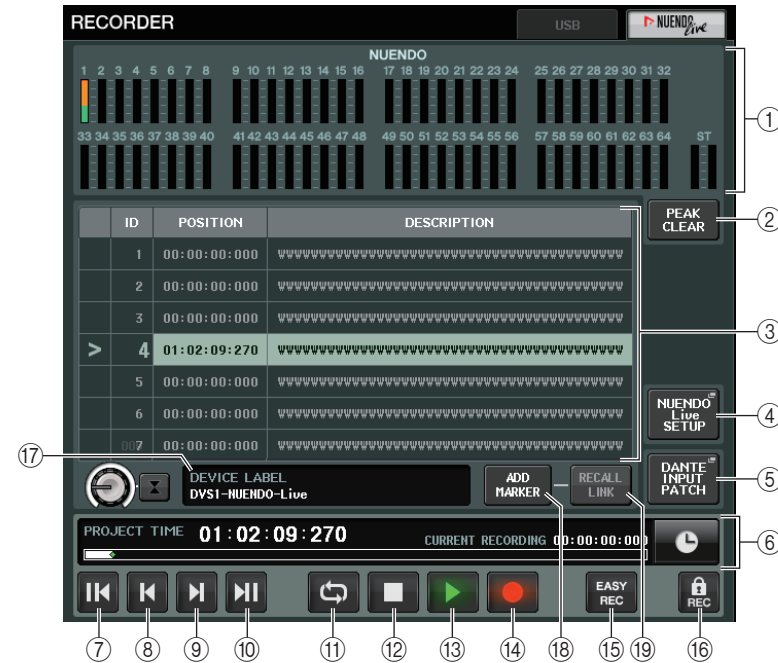 RECORDER
USB
NUENDO Live
NUENDO
1 2 3 4 5 6 7 8 9 10 11 12 13 14 15 16 17 18 19 20 21 22 23 24 25 26 27 28 29 30 31 32
33 34 35 36 37 38 39 40 41 42 43 44 45 46 47 48 49 50 51 52 53 54 55 56 57 58 59 60 61 62 63 64 ST
①
PEAK CLEAR
②
ID POSITION DESCRIPTION
1 00:00:00:000 WWWWWWWWWWWWWWWWWWWWWWWWWWWWWWWWWWWWWWWW
2 00:00:00:000 WWWWWWWWWWWWWWWWWWWWWWWWWWWWWWWWWWWWWWWW
3 00:00:00:000 WWWWWWWWWWWWWWWWWWWWWWWWWWWWWWWWWWWWWWWW
③
> 4 01:02:09:270 WWWWWWWWWWWWWWWWWWWWWWWWWWWWWWWWWWWWWWWW
5 00:00:00:000 WWWWWWWWWWWWWWWWWWWWWWWWWWWWWWWWWWWWWWWW
6 00:00:00:000 WWWWWWWWWWWWWWWWWWWWWWWWWWWWWWWWWWWWWWWW
007 00:00:00:000 WWWWWWWWWWWWWWWWWWWWWWWWWWWWWWWWWWWWWWWW
NUENDO
Live
SETUP
④
⑰
DEVICE LABEL
DVS1-NUENDO-Live
ADD
MARKER
RECALL
LINK
DANTE
INPUT
PATCH
⑤
PROJECT TIME 01:02:09:270 CURRENT RECORDING 00:00:00:000
⑥
EASY
REC
REC
⑦ ⑧ ⑨ ⑩ ⑪ ⑫ ⑬ ⑭ ⑱ ⑮ ⑲ ⑯